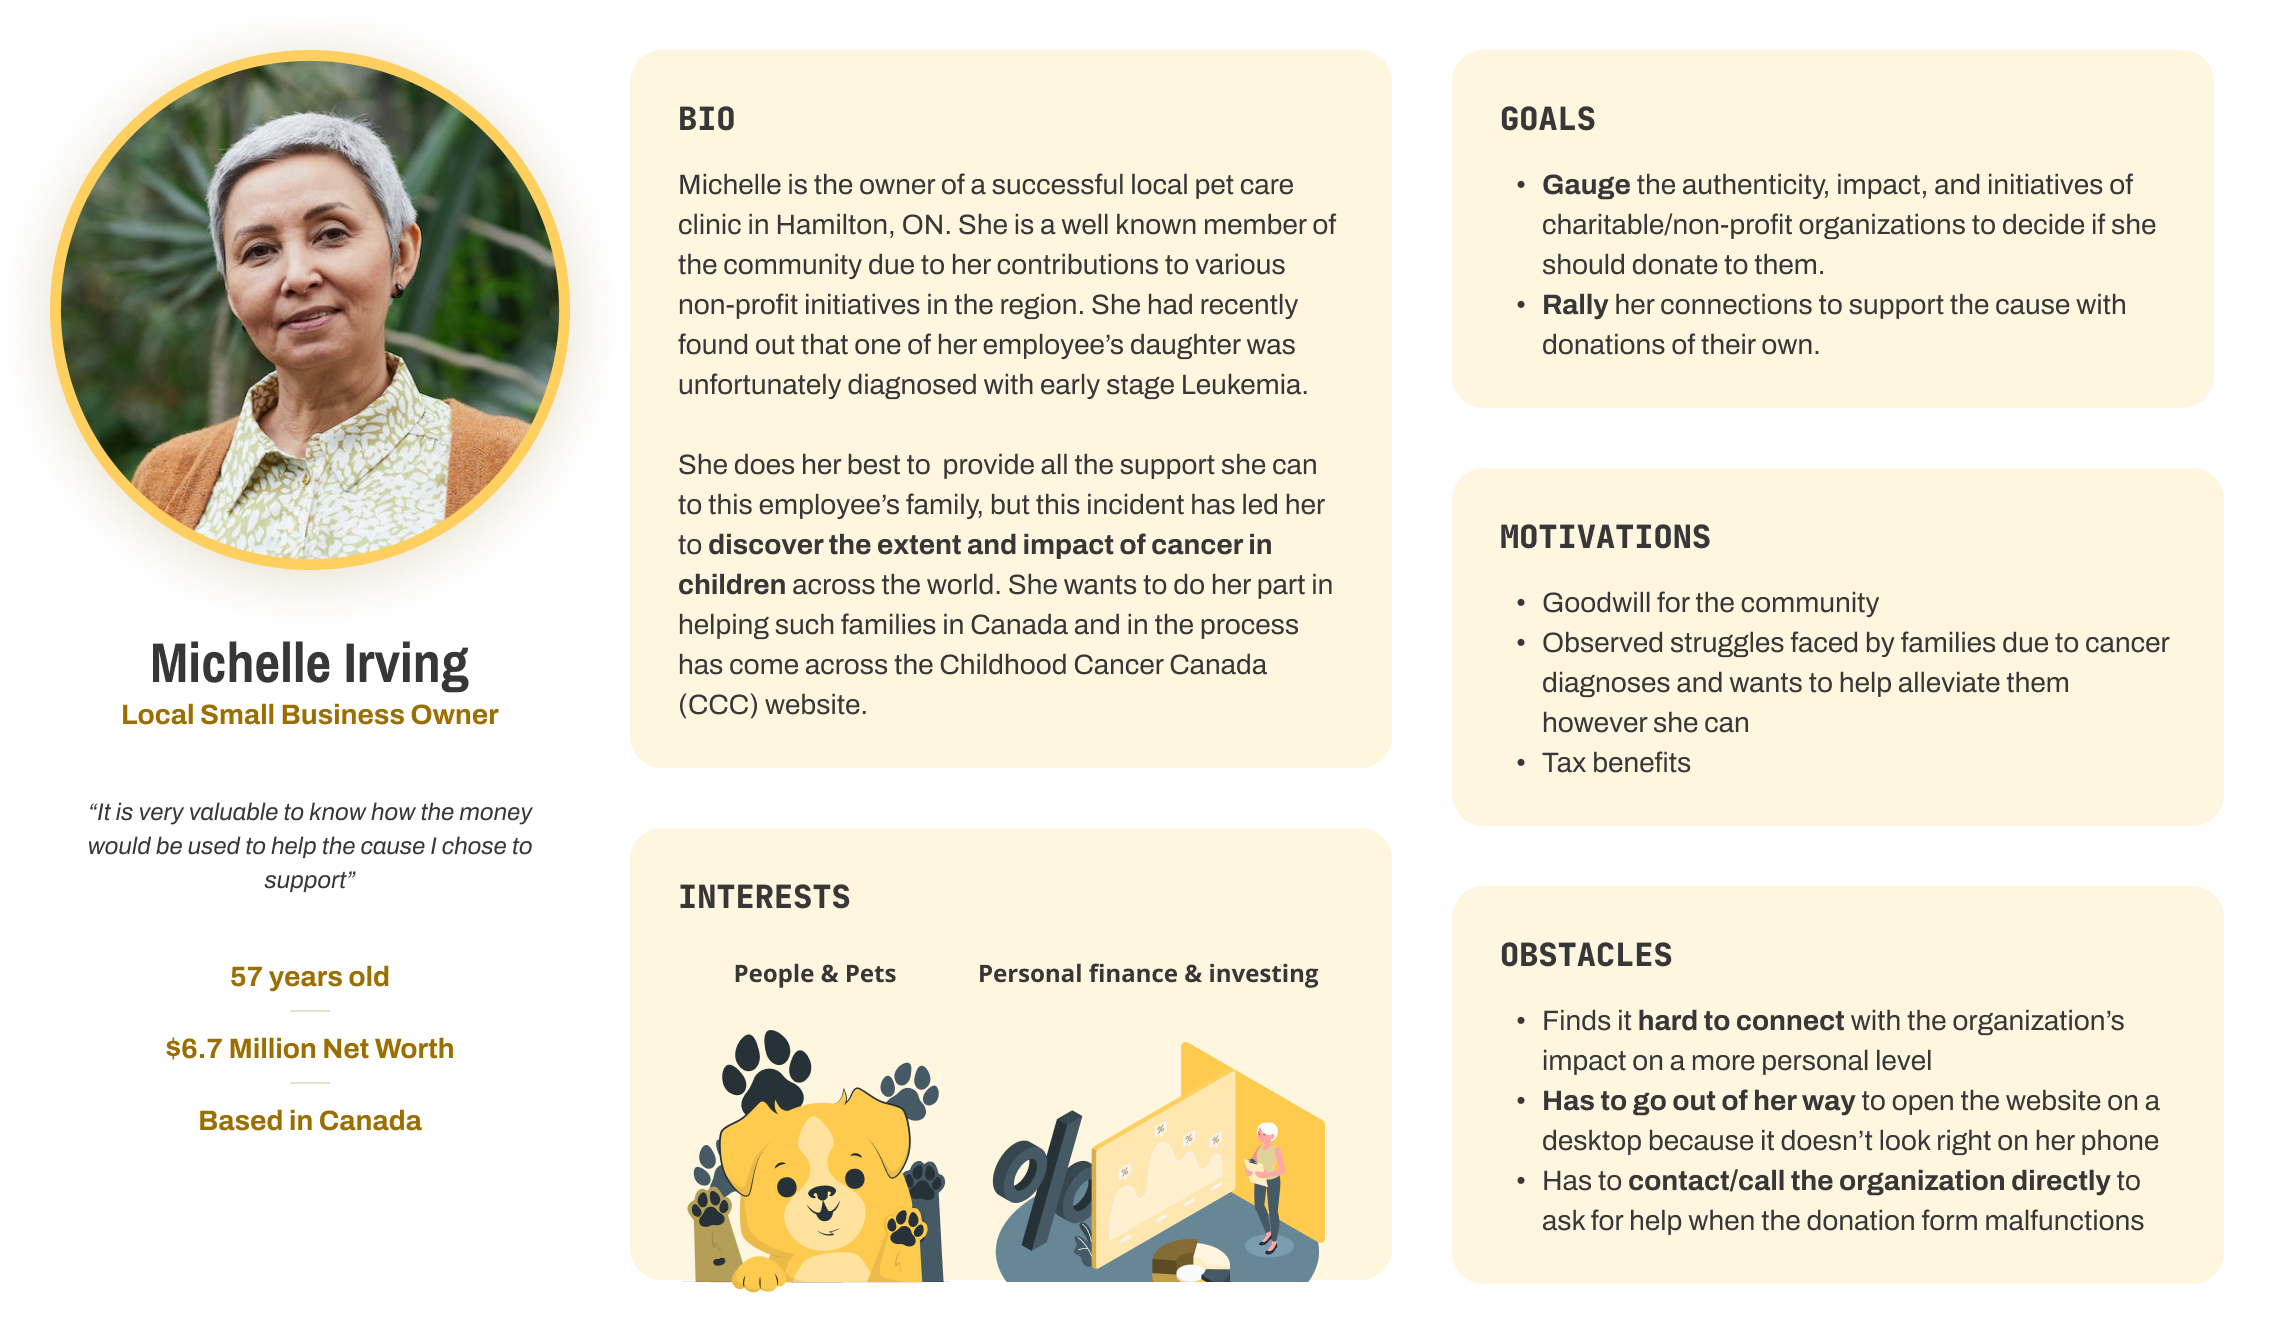 Michelle Irving
Local Small Business Owner
“It is very valuable to know how the money
would be used to help the cause I chose to
support”
57 years old
$6.7 Million Net Worth
Based in Canada
BIO
Michelle is the owner of a successful local pet care
clinic in Hamilton, ON. She is a well known member of
the community due to her contributions to various
non-profit initiatives in the region. She had recently
found out that one of her employee’s daughter was
unfortunately diagnosed with early stage Leukemia.
She does her best to  provide all the support she can
to this employee’s family, but this incident has led her
to discover the extent and impact of cancer in
children across the world. She wants to do her part in
helping such families in Canada and in the process
has come across the Childhood Cancer Canada
(CCC) website.
INTERESTS
People & Pets
Personal finance & investing
%
%
%
%
%
GOALS
• Gauge the authenticity, impact, and initiatives of
charitable/non-profit organizations to decide if she
should donate to them.
• Rally her connections to support the cause with
donations of their own.
MOTIVATIONS
• Goodwill for the community
• Observed struggles faced by families due to cancer
diagnoses and wants to help alleviate them
however she can
• Tax benefits
OBSTACLES
• Finds it hard to connect with the organization’s
impact on a more personal level
• Has to go out of her way to open the website on a
desktop because it doesn’t look right on her phone
• Has to contact/call the organization directly to
ask for help when the donation form malfunctions